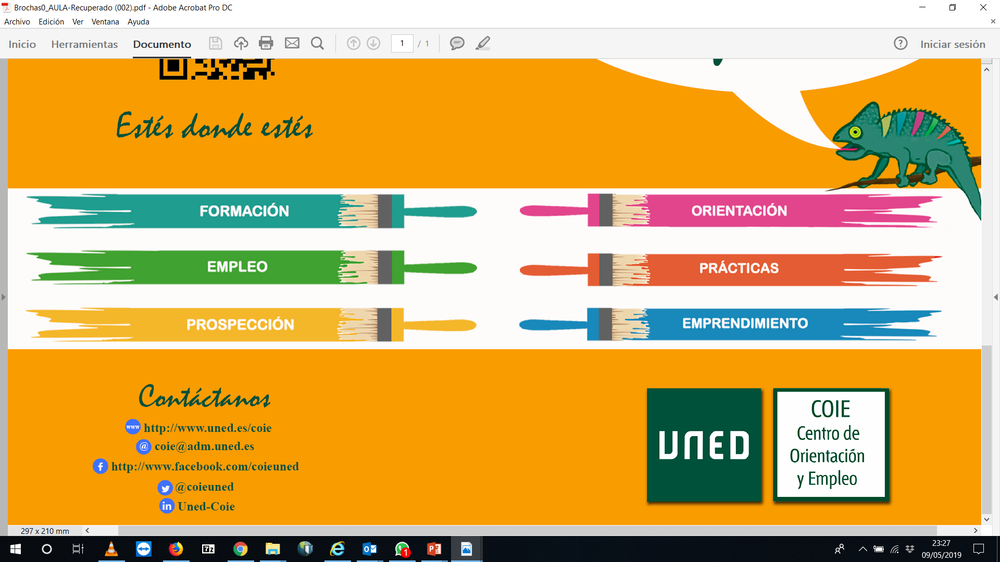 Brochas0_AULA-Recuperado (002).pdf - Adobe Acrobat Pro DC
Archivo Edición Ver Ventana Ayuda
Inicio Herramientas Documento 1 / 1 Iniciar sesión
Estés donde estés
FORMACIÓN
ORIENTACIÓN
EMPLEO
PRÁCTICAS
PROSPECCIÓN
EMPRENDIMIENTO
Contáctanos
www http://www.uned.es/coie
@ coie@adm.uned.es
f http://www.facebook.com/coieuned
@coieuned
in Uned-Coie
UNED
COIE
Centro de
Orientación
y Empleo
297 x 210 mm
7z
1
23:27
09/05/2019